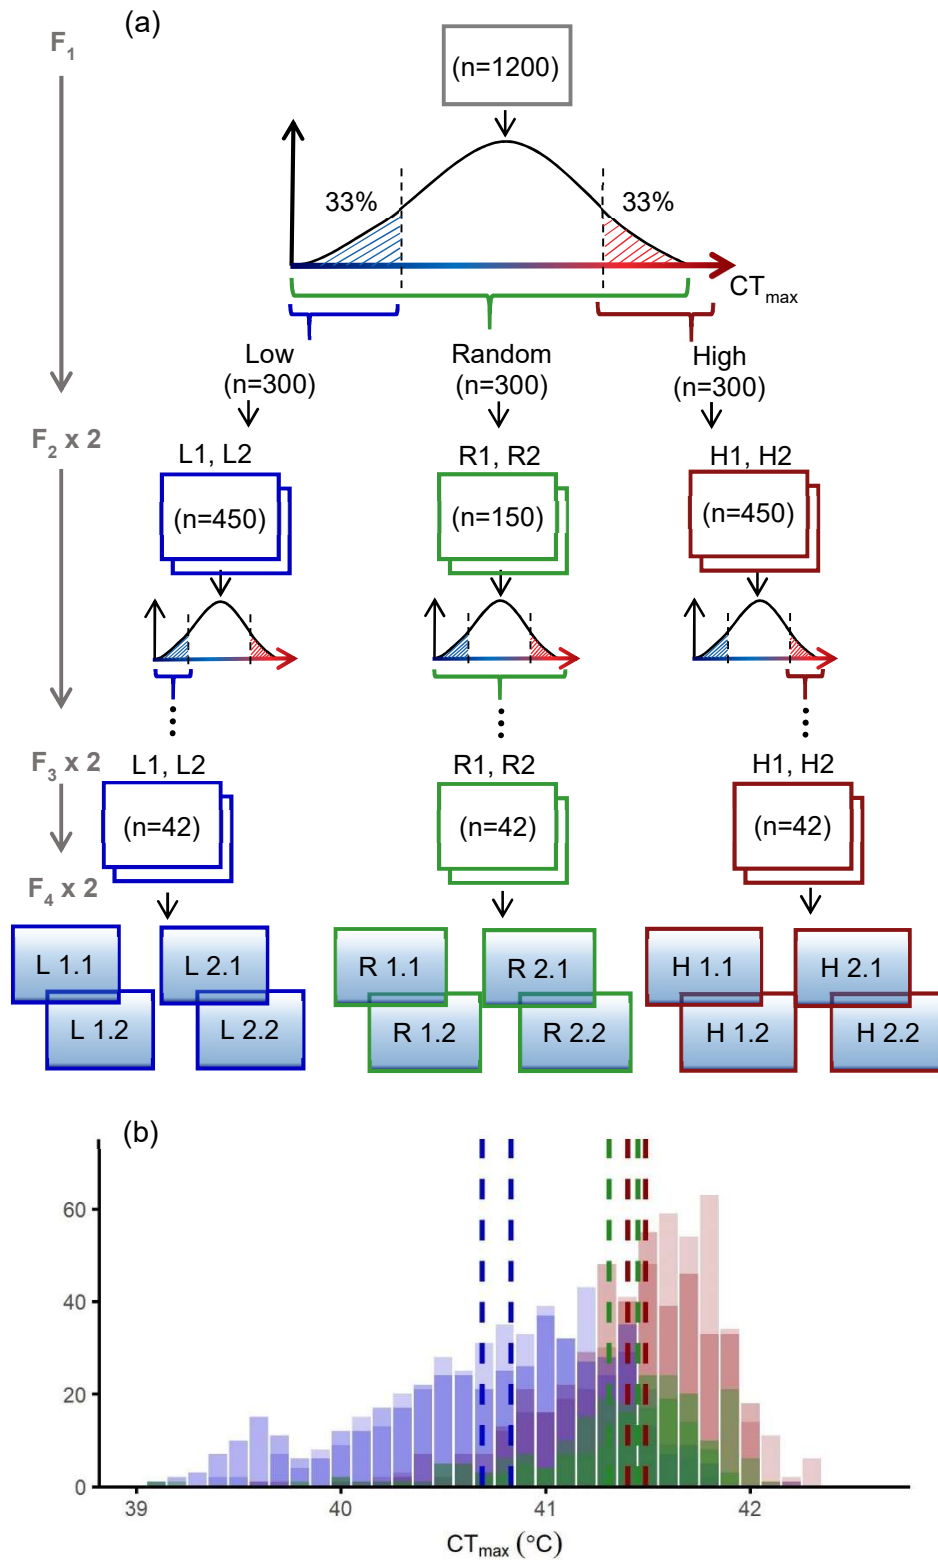 (a)
F1
(n=1200)
33% 33%
CTmax
Low Random High
(n=300) (n=300) (n=300)
F2 x 2
L1, L2 R1, R2 H1, H2
(n=450) (n=150) (n=450)
F3 x 2
L1, L2 R1, R2 H1, H2
(n=42) (n=42) (n=42)
F4 x 2
L 1.1 L 2.1 R 1.1 R 2.1 H 1.1 H 2.1
L 1.2 L 2.2 R 1.2 R 2.2 H 1.2 H 2.2
(b)
60
40
20
0
39 40 41 42
CTmax (°C)